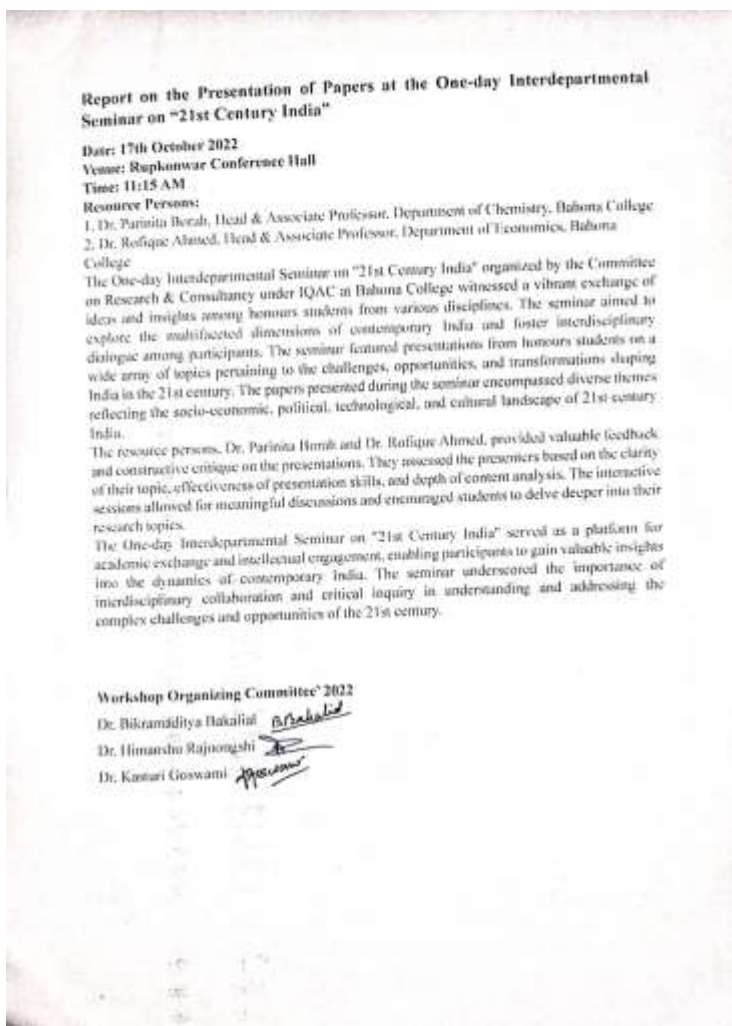 Report on the Presentation of Papers at the One-day Interdepartmental
Seminar on "21st Century India"
Date: 17th October 2022
Venue: Rupkonwar Conference Hall
Time: 11:15 AM
Resource Persons:
1. Dr. Parinita Borah, Head & Associate Professor, Department of Chemistry, Bahona College
2. Dr. Rofique Ahmed, Head & Associate Professor, Department of Economics, Bahona
College
The One-day Interdepartmental Seminar on "21st Century India" organized by the Committee
on Research & Consultancy under IQAC at Bahona College witnessed a vibrant exchange of
ideas and insights among honours students from various disciplines. The seminar aimed to
explore the multifaceted dimensions of contemporary India and foster interdisciplinary
dialogue among participants. The seminar featured presentations from honours students on a
wide array of topics pertaining to the challenges, opportunities, and transformations shaping
India in the 21st century. The papers presented during the seminar encompassed diverse themes
reflecting the socio-economic, political, technological, and cultural landscape of 21st century
India.
The resource persons, Dr. Parinita Borah and Dr. Rofique Ahmed, provided valuable feedback
and constructive critique on the presentations. They assessed the presenters based on the clarity
of their topic, effectiveness of presentation skills, and depth of content analysis. The interactive
sessions allowed for meaningful discussions and encouraged students to delve deeper into their
research topics.
The One-day Interdepartmental Seminar on "21st Century India" served as a platform for
academic exchange and intellectual engagement, enabling participants to gain valuable insights
into the dynamics of contemporary India. The seminar underscored the importance of
interdisciplinary collaboration and critical inquiry in understanding and addressing the
complex challenges and opportunities of the 21st century.
Workshop Organizing Committee' 2022
Dr. Bikramaditya Bakalial BBakalial
Dr. Himanshu Rajnongshi
Dr. Kasturi Goswami